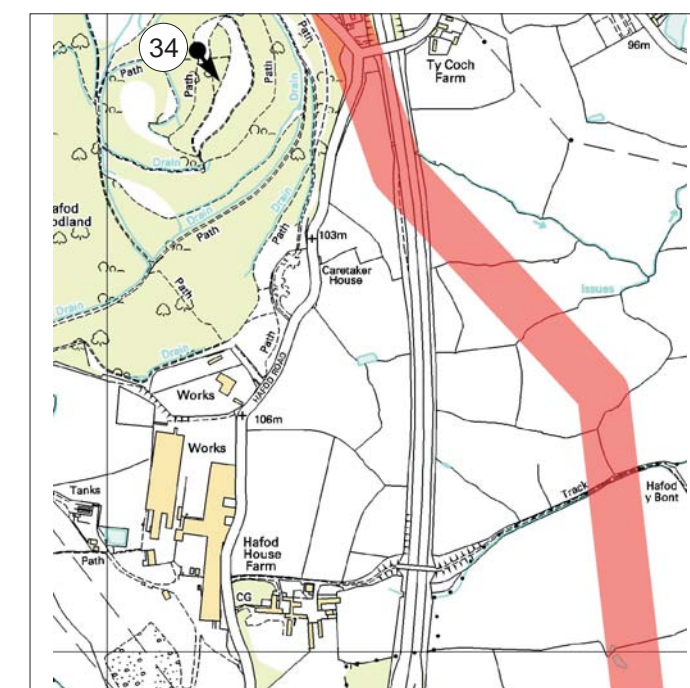 34
Path
Path
Path
Path
Ty Coch
Farm
96m
Drain
Drain
Drain
Drain
Path
Path
afod
odland
103m
Caretaker
House
Issues
Path
Drain
Drain
Path
HAFOD ROAD
Works
106m
Works
Tanks
Path
Track
Hafod
y Bont
Hafod
House
Farm
CG